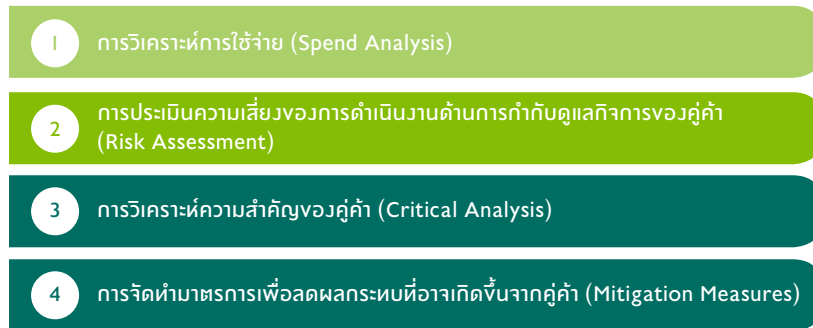 1 การวิเคราะห์การใช้จ่าย (Spend Analysis)
2 การประเมินความเสี่ยงของการดำเนินงานด้านการกำกับดูแลกิจการของคู่ค้า
(Risk Assessment)
3 การวิเคราะห์ความสำคัญของคู่ค้า (Critical Analysis)
4 การจัดทำมาตรการเพื่อลดผลกระทบที่อาจเกิดขึ้นจากคู่ค้า (Mitigation Measures)